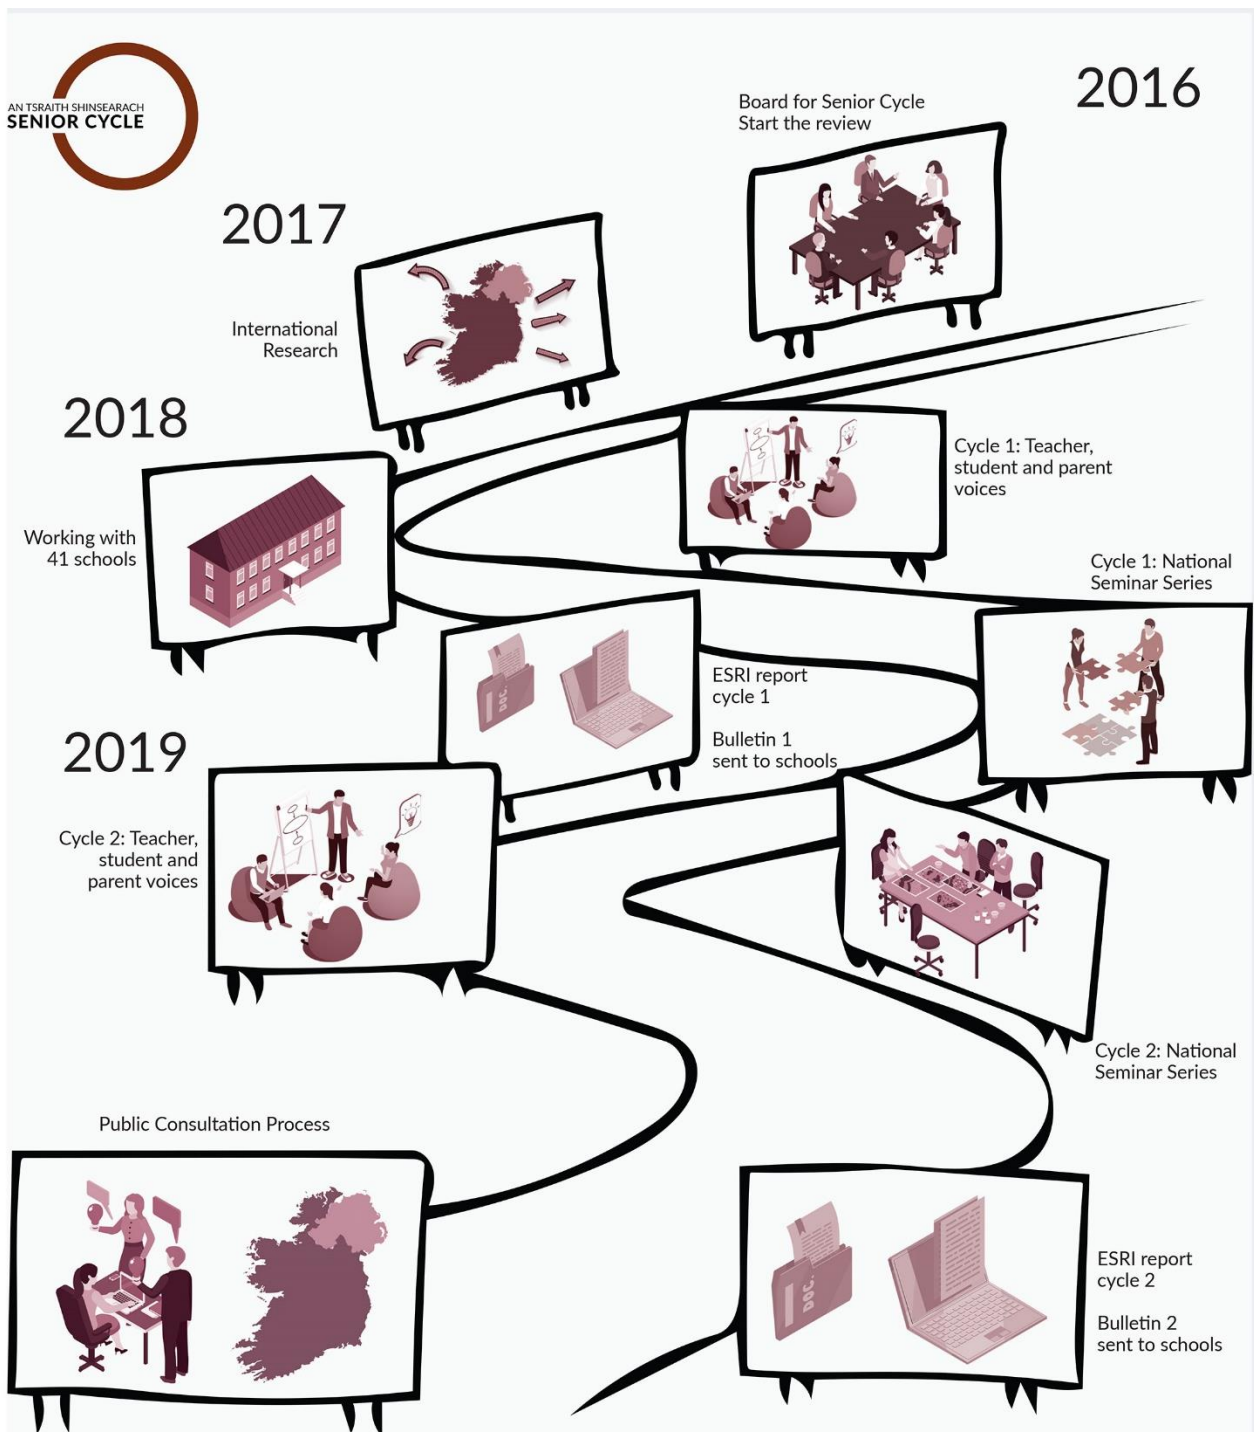 AN TSRAITH SHINSEARACH
SENIOR CYCLE
2016
Board for Senior Cycle
Start the review
2017
International
Research
2018
Working with
41 schools
Cycle 1: Teacher,
student and parent
voices
Cycle 1: National
Seminar Series
ESRI report
cycle 1
Bulletin 1
sent to schools
DOC.
2019
Cycle 2: Teacher,
student and
parent voices
Cycle 2: National
Seminar Series
Public Consultation Process
DOC.
ESRI report
cycle 2
Bulletin 2
sent to schools